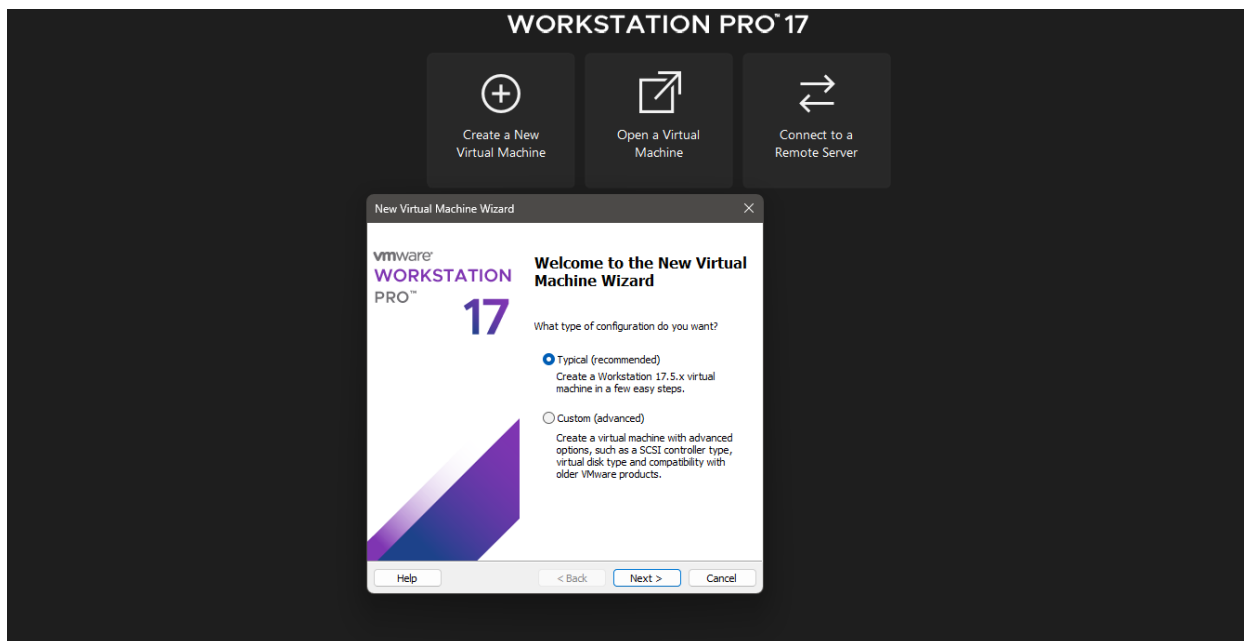 WORKSTATION PRO™ 17
Create a New
Virtual Machine
Open a Virtual
Machine
Connect to a
Remote Server
New Virtual Machine Wizard
vmware®
WORKSTATION
PRO™
17
Welcome to the New Virtual
Machine Wizard
What type of configuration do you want?
Typical (recommended)
Create a Workstation 17.5.x virtual
machine in a few easy steps.
Custom (advanced)
Create a virtual machine with advanced
options, such as a SCSI controller type,
virtual disk type and compatibility with
older VMware products.
Help
< Back
Next >
Cancel